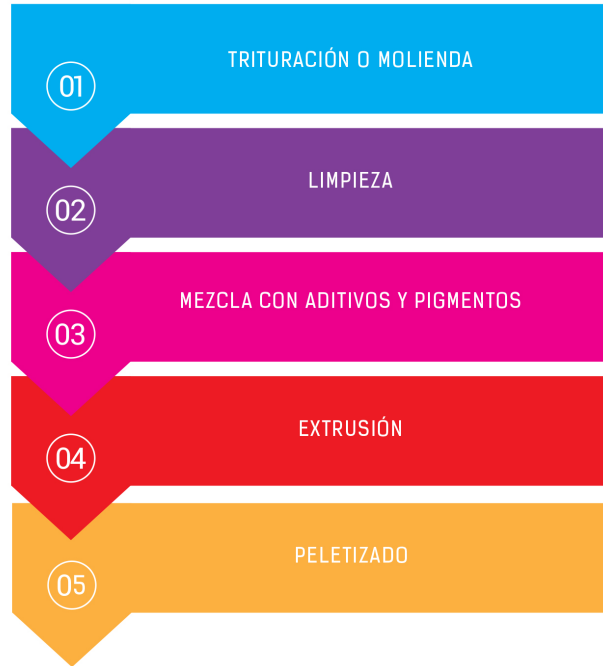 01
TRITURACIÓN O MOLIENDA
02
LIMPIEZA
03
MEZCLA CON ADITIVOS Y PIGMENTOS
04
EXTRUSIÓN
05
PELETIZADO